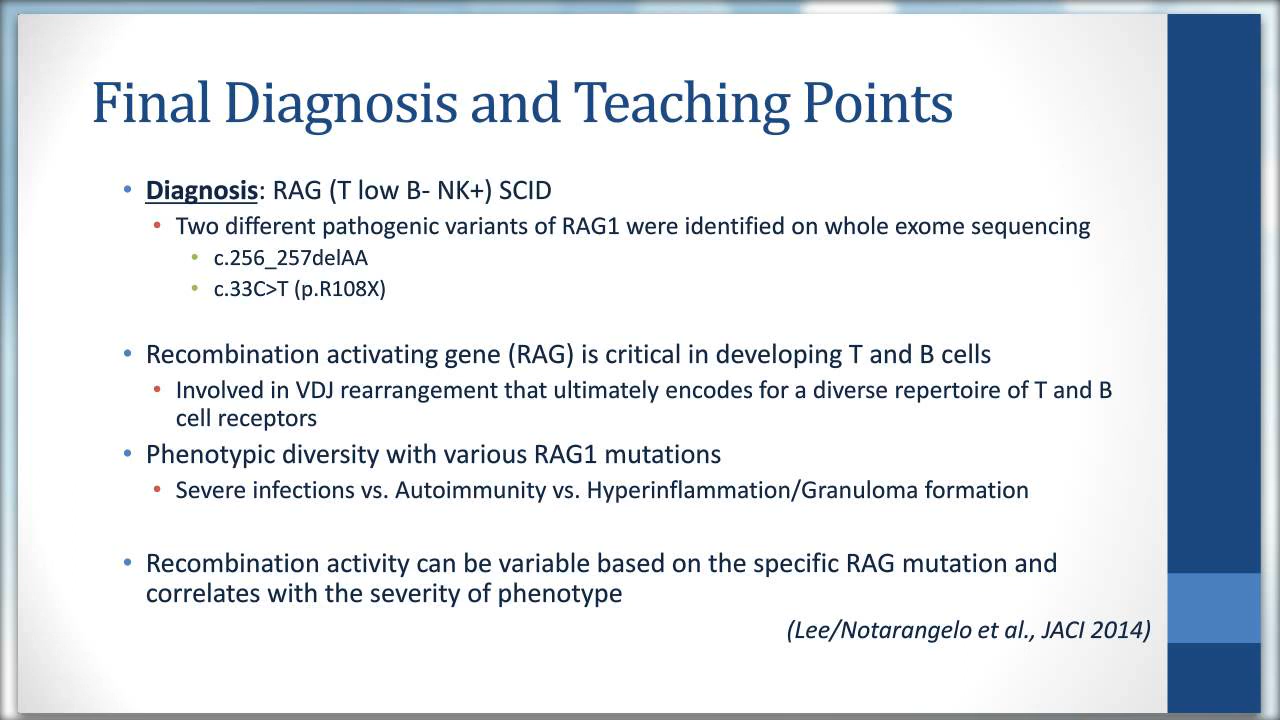 Final Diagnosis and Teaching Points
• Diagnosis: RAG (T low B- NK+) SCID
• Two different pathogenic variants of RAG1 were identified on whole exome sequencing
• c.256_257delAA
• c.33C>T (p.R108X)
• Recombination activating gene (RAG) is critical in developing T and B cells
• Involved in VDJ rearrangement that ultimately encodes for a diverse repertoire of T and B
cell receptors
• Phenotypic diversity with various RAG1 mutations
• Severe infections vs. Autoimmunity vs. Hyperinflammation/Granuloma formation
• Recombination activity can be variable based on the specific RAG mutation and
correlates with the severity of phenotype
(Lee/Notarangelo et al., JACI 2014)